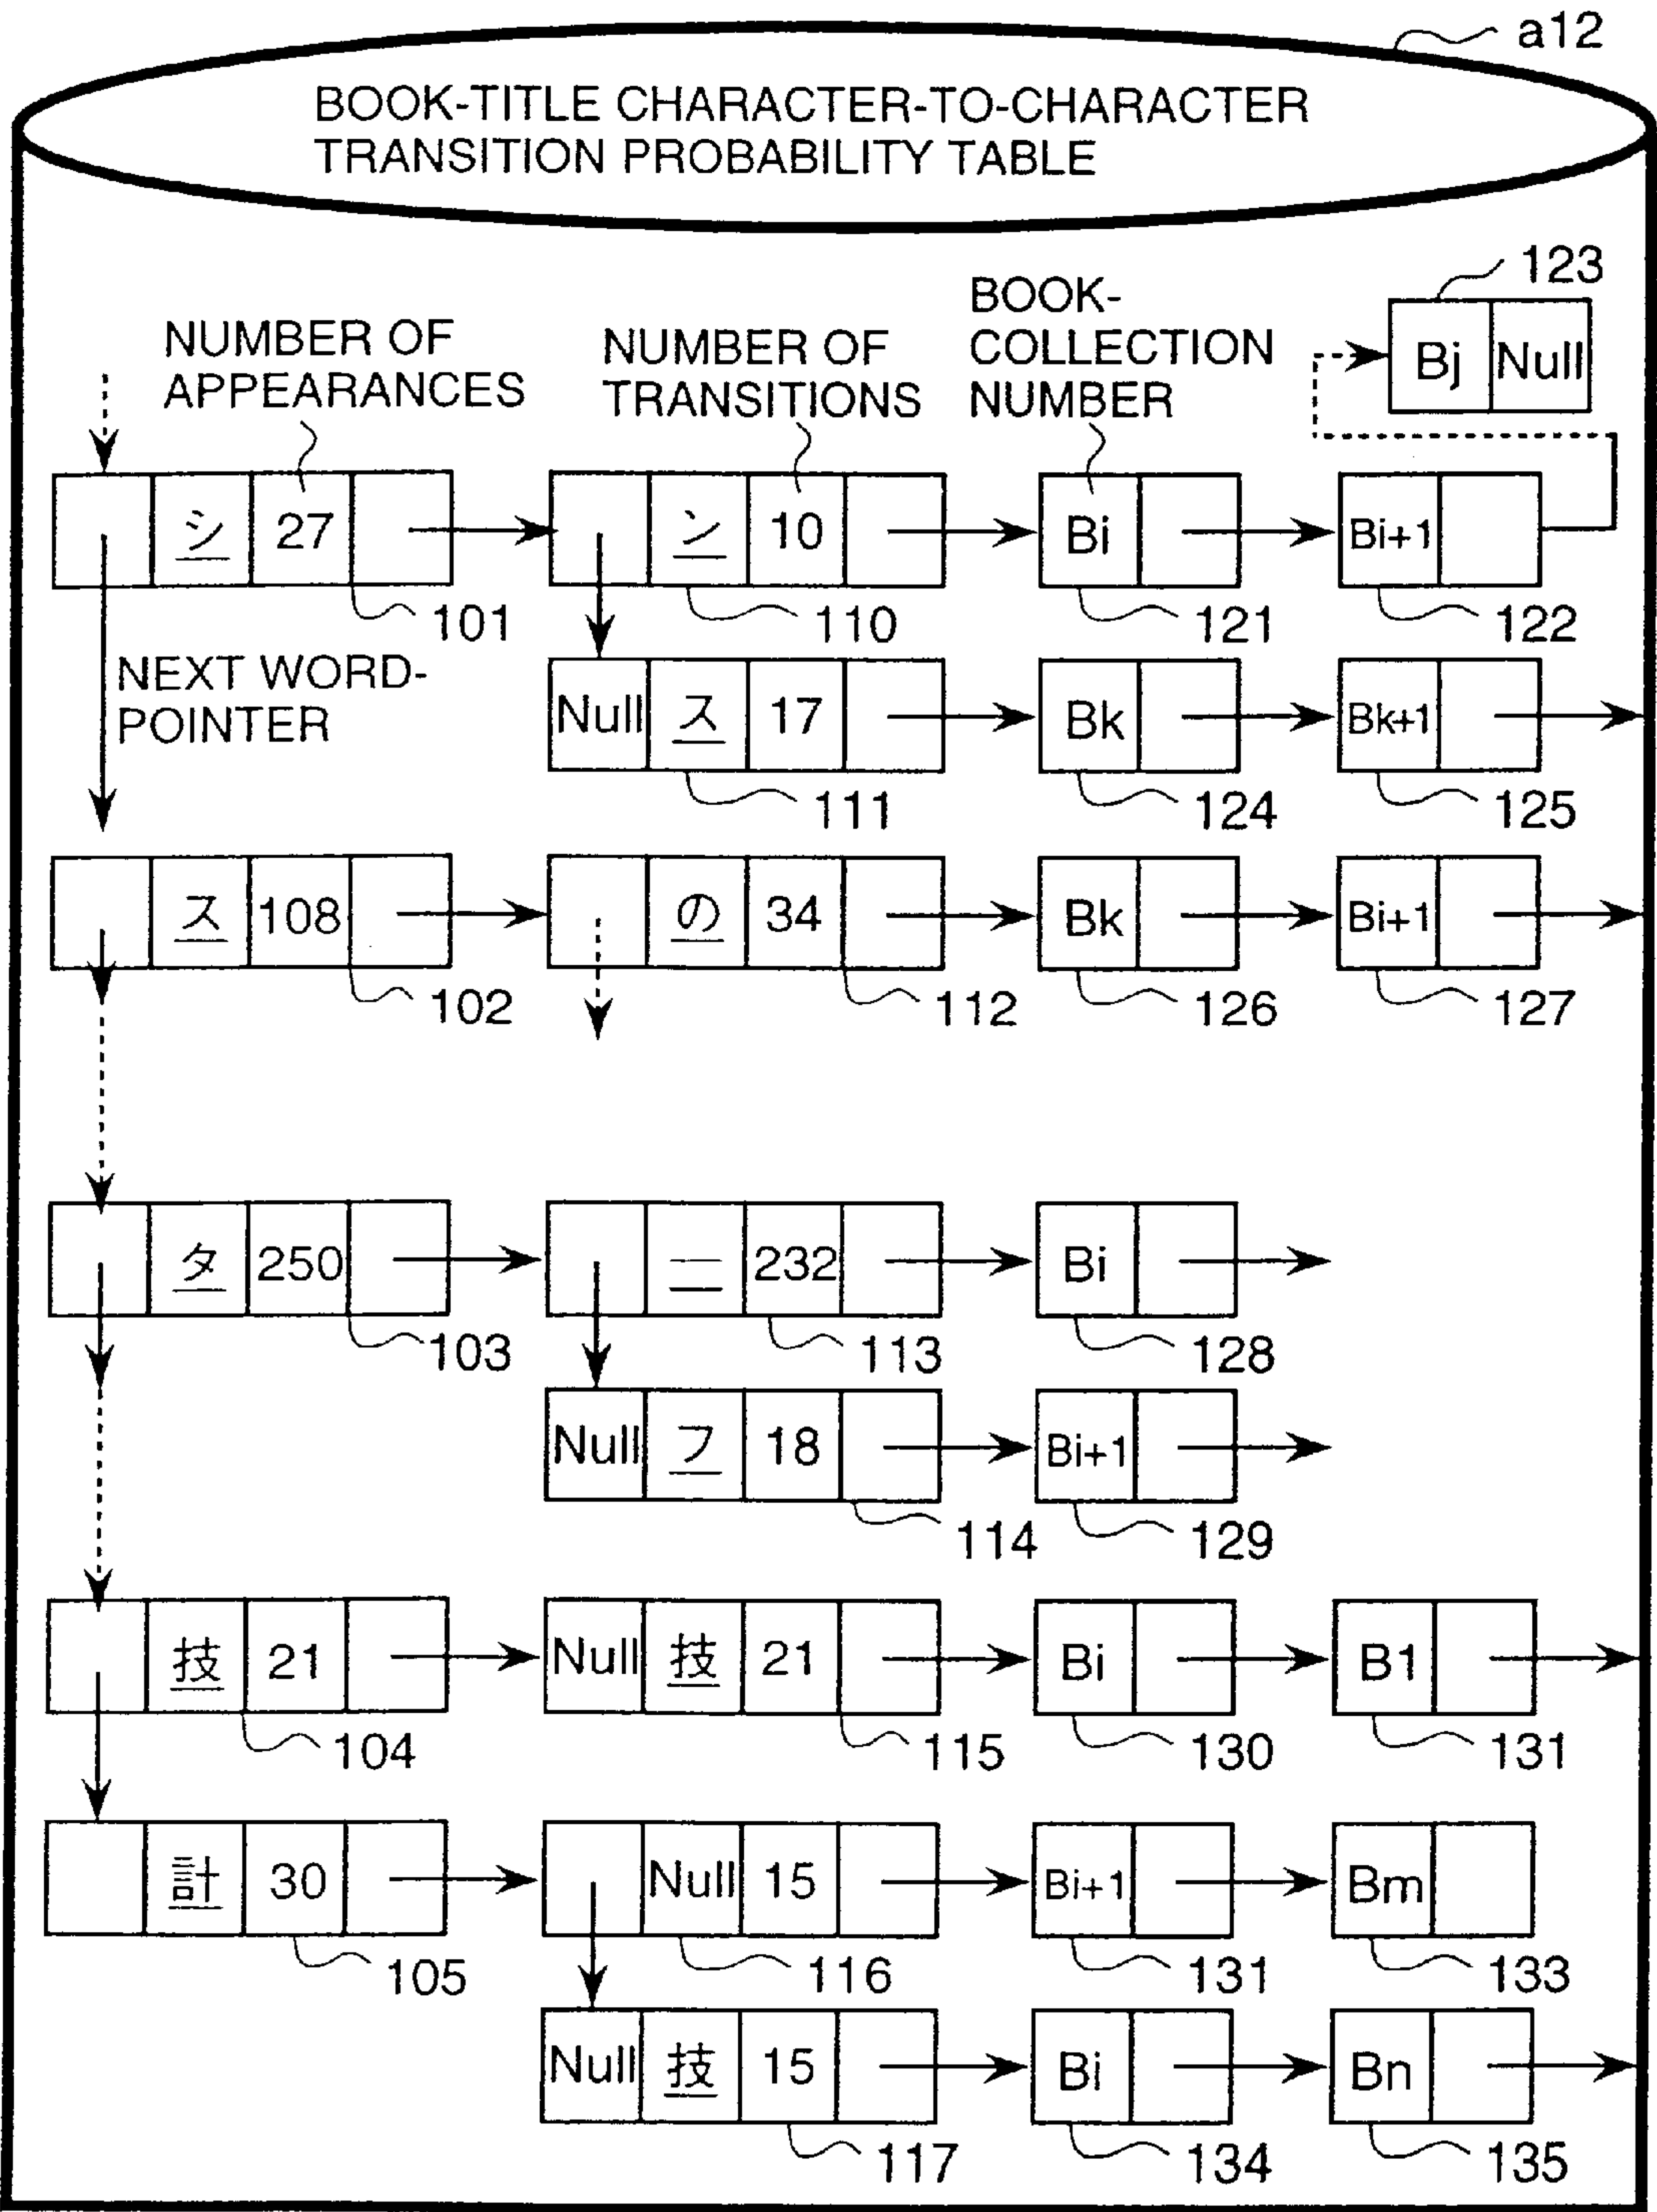 a12
BOOK-TITLE CHARACTER-TO-CHARACTER
TRANSITION PROBABILITY TABLE
NUMBER OF
APPEARANCES
NUMBER OF
TRANSITIONS
BOOK-
COLLECTION
NUMBER
123
Bj Null
シ 27
ン 10
Bi
Bi+1
101
110
121
122
NEXT WORD-
POINTER
Null ス 17
Bk
Bk+1
111
124
125
ス 108
の 34
Bk
Bi+1
102
112
126
127
タ 250
ー 232
Bi
103
113
128
Null フ 18
Bi+1
114
129
技 21
Null 技 21
Bi
B1
104
115
130
131
計 30
Null 15
Bi+1
Bm
105
116
131
133
Null 技 15
Bi
Bn
117
134
135